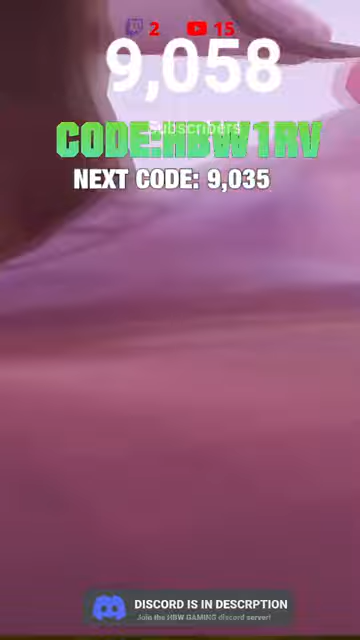 2 15
9,058
Subscribers
CODE:HBW1RV
NEXT CODE: 9,035
DISCORD IS IN DESCRPTION
Join the HBW GAMING discord server!